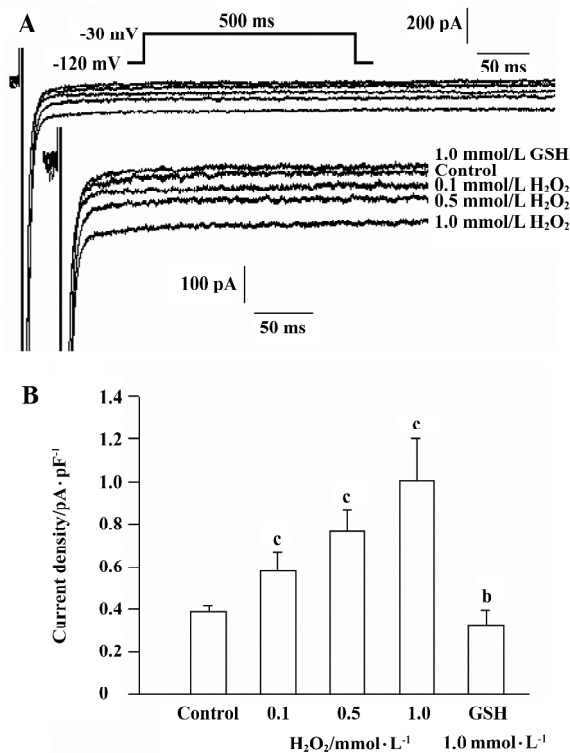 A
-30 mV
500 ms
-120 mV
200 pA
50 ms
1.0 mmol/L GSH
Control
0.1 mmol/L H₂O₂
0.5 mmol/L H₂O₂
1.0 mmol/L H₂O₂
100 pA
50 ms
B
Current density/pA·pF⁻¹
1.4
1.2
1.0
0.8
0.6
0.4
0.2
0
c
c
c
b
Control 0.1 0.5 1.0 GSH
H₂O₂/mmol·L⁻¹ 1.0 mmol·L⁻¹